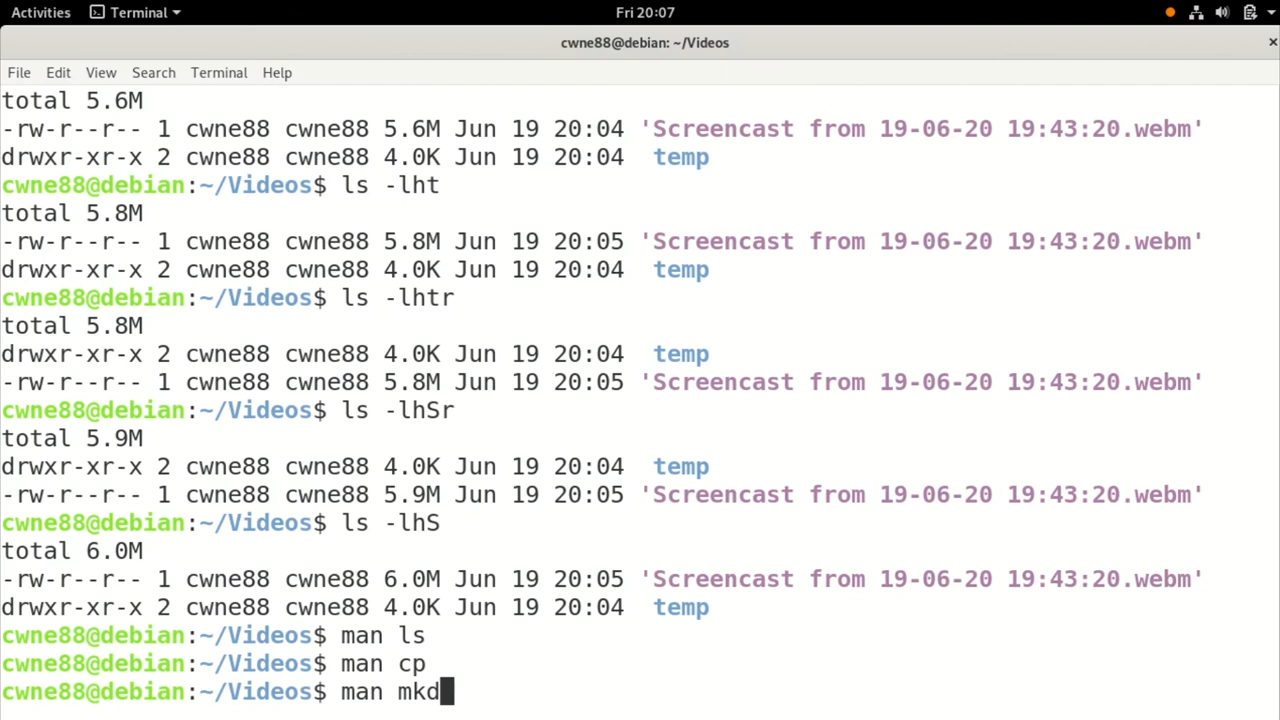 Activities Terminal Fri 20:07
cwne88@debian: ~/Videos ×
File Edit View Search Terminal Help
total 5.6M
-rw-r--r-- 1 cwne88 cwne88 5.6M Jun 19 20:04 'Screencast from 19-06-20 19:43:20.webm'
drwxr-xr-x 2 cwne88 cwne88 4.0K Jun 19 20:04  temp
cwne88@debian:~/Videos$ ls -lht
total 5.8M
-rw-r--r-- 1 cwne88 cwne88 5.8M Jun 19 20:05 'Screencast from 19-06-20 19:43:20.webm'
drwxr-xr-x 2 cwne88 cwne88 4.0K Jun 19 20:04  temp
cwne88@debian:~/Videos$ ls -lhtr
total 5.8M
drwxr-xr-x 2 cwne88 cwne88 4.0K Jun 19 20:04  temp
-rw-r--r-- 1 cwne88 cwne88 5.8M Jun 19 20:05 'Screencast from 19-06-20 19:43:20.webm'
cwne88@debian:~/Videos$ ls -lhSr
total 5.9M
drwxr-xr-x 2 cwne88 cwne88 4.0K Jun 19 20:04  temp
-rw-r--r-- 1 cwne88 cwne88 5.9M Jun 19 20:05 'Screencast from 19-06-20 19:43:20.webm'
cwne88@debian:~/Videos$ ls -lhS
total 6.0M
-rw-r--r-- 1 cwne88 cwne88 6.0M Jun 19 20:05 'Screencast from 19-06-20 19:43:20.webm'
drwxr-xr-x 2 cwne88 cwne88 4.0K Jun 19 20:04  temp
cwne88@debian:~/Videos$ man ls
cwne88@debian:~/Videos$ man cp
cwne88@debian:~/Videos$ man mkd